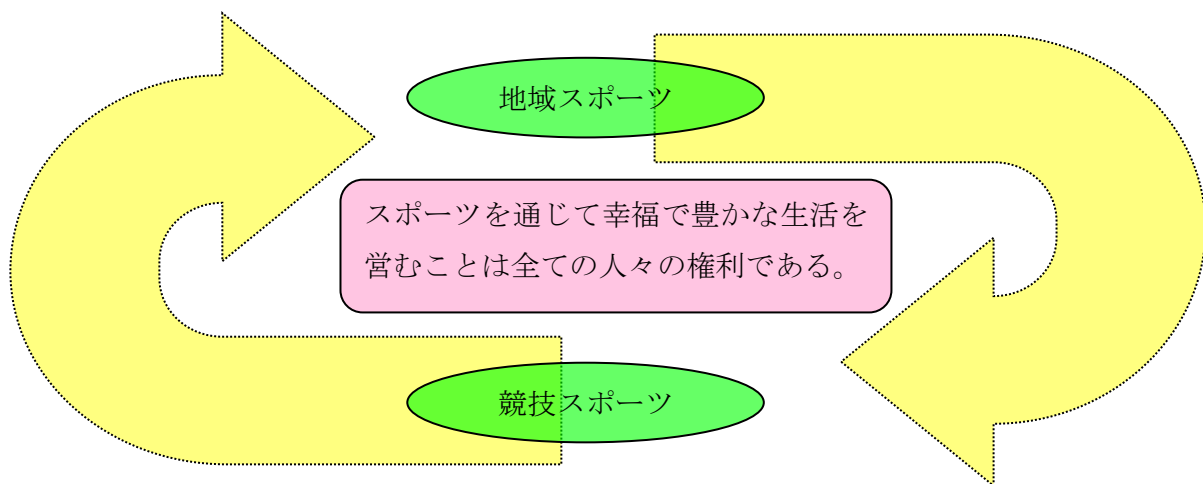 地域スポーツ
スポーツを通じて幸福で豊かな生活を
営むことは全ての人々の権利である。
競技スポーツ